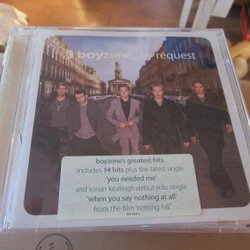 boyzone by request
boyzone's greatest hits.
includes 14 hits plus the latest single
'you needed me'
and ronan keating's debut solo single
'when you say nothing at all'
from the film 'notting hill'